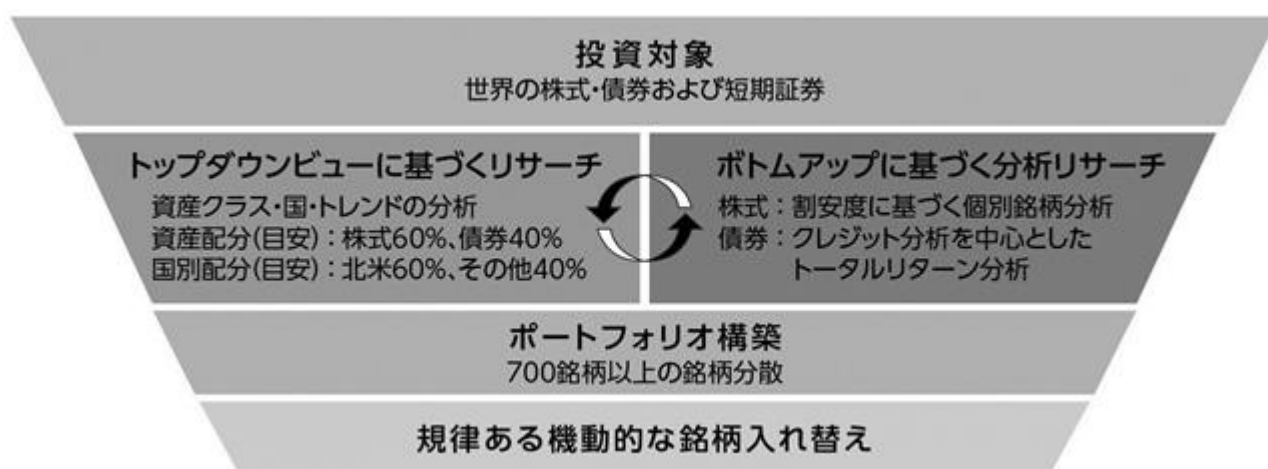 投資対象
世界の株式・債券および短期証券
トップダウンビューに基づくリサーチ
資産クラス・国・トレンドの分析
資産配分(目安)：株式60%、債券40%
国別配分(目安)：北米60%、その他40%
ボトムアップに基づく分析リサーチ
株式：割安度に基づく個別銘柄分析
債券：クレジット分析を中心とした
トータルリターン分析
ポートフォリオ構築
700銘柄以上の銘柄分散
規律ある機動的な銘柄入れ替え